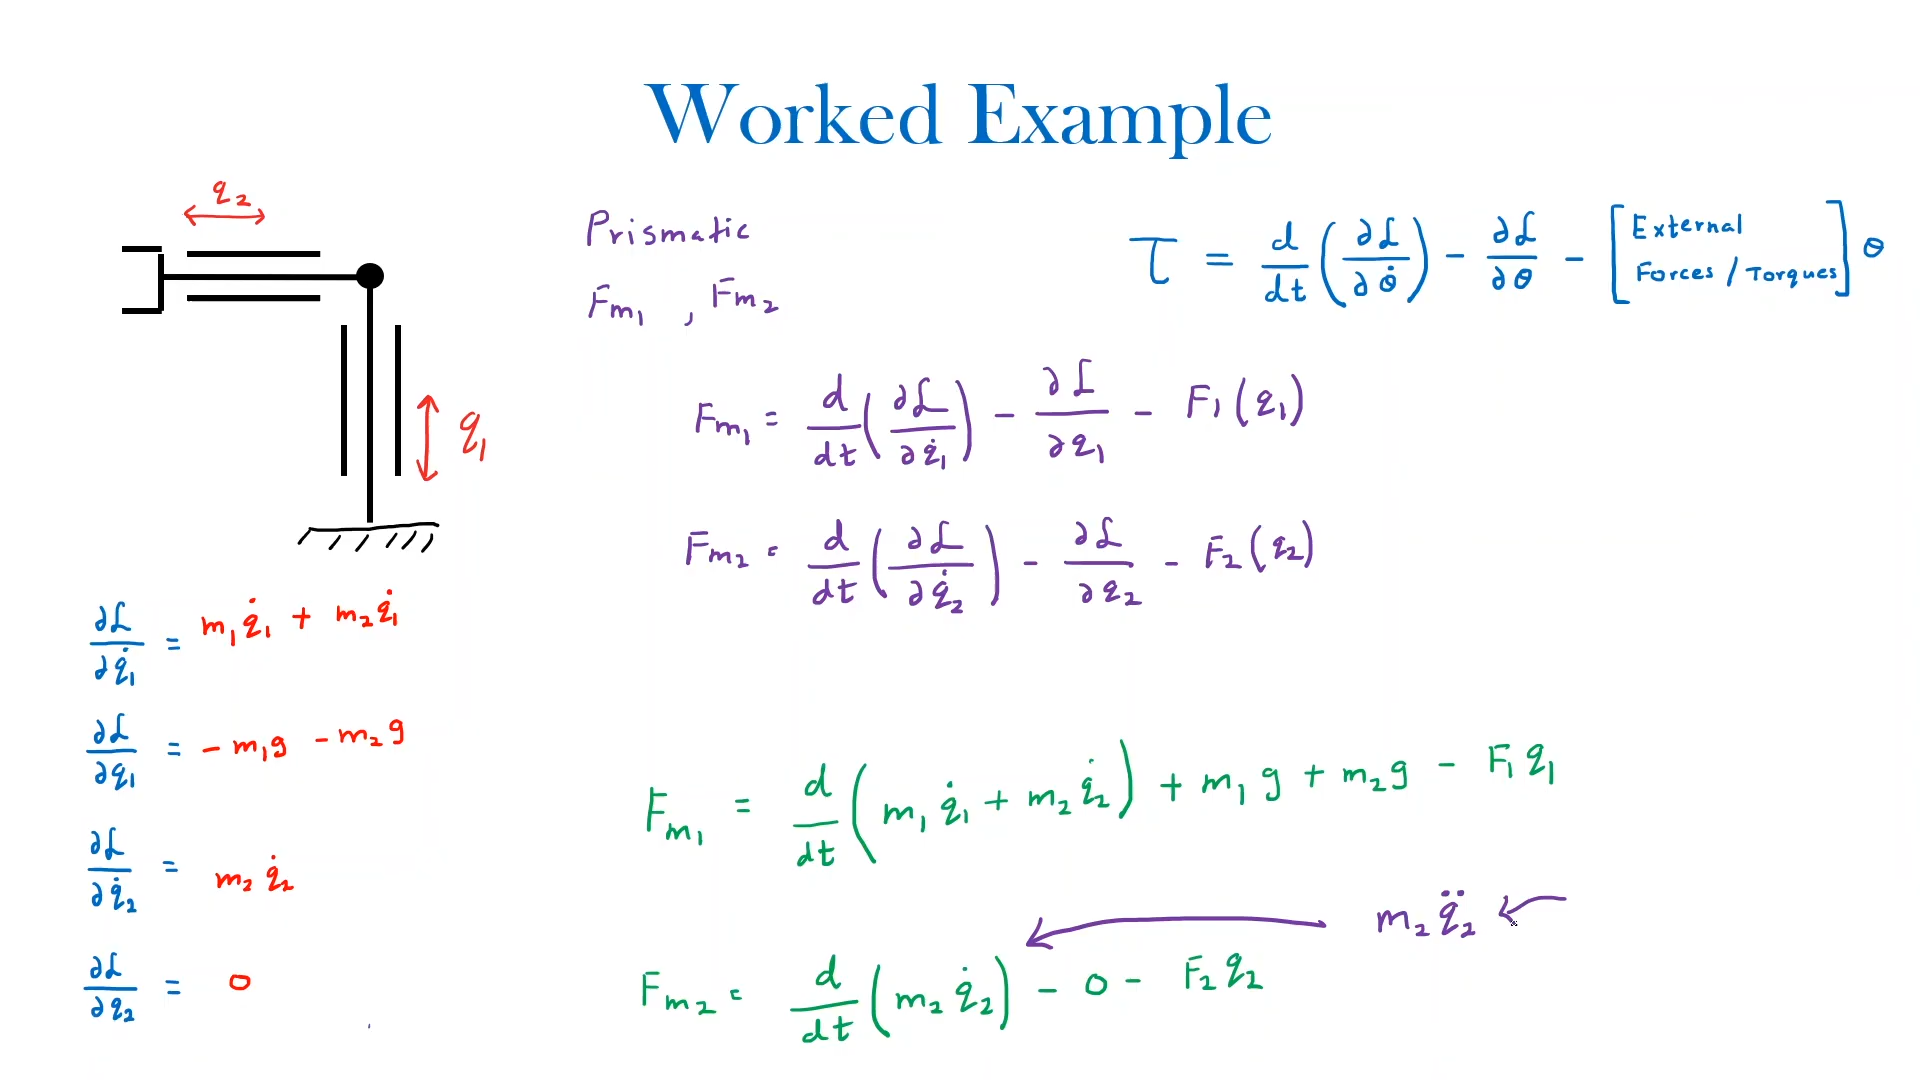 Worked Example
q₂
q₁
Prismatic
Fm₁ , Fm₂
τ = d/dt (∂ℒ/∂θ̇) - ∂ℒ/∂θ - [External Forces / Torques] θ
Fm₁ = d/dt (∂ℒ/∂q̇₁) - ∂ℒ/∂q₁ - F₁(q₁)
Fm₂ = d/dt (∂ℒ/∂q̇₂) - ∂ℒ/∂q₂ - F₂(q₂)
∂ℒ/∂q̇₁ = m₁q̇₁ + m₂q̇₁
∂ℒ/∂q₁ = -m₁g - m₂g
∂ℒ/∂q̇₂ = m₂q̇₂
∂ℒ/∂q₂ = 0
Fm₁ = d/dt (m₁q̇₁ + m₂q̇₂) + m₁g + m₂g - F₁q₁
m₂q̈₂
Fm₂ = d/dt (m₂q̇₂) - 0 - F₂q₂